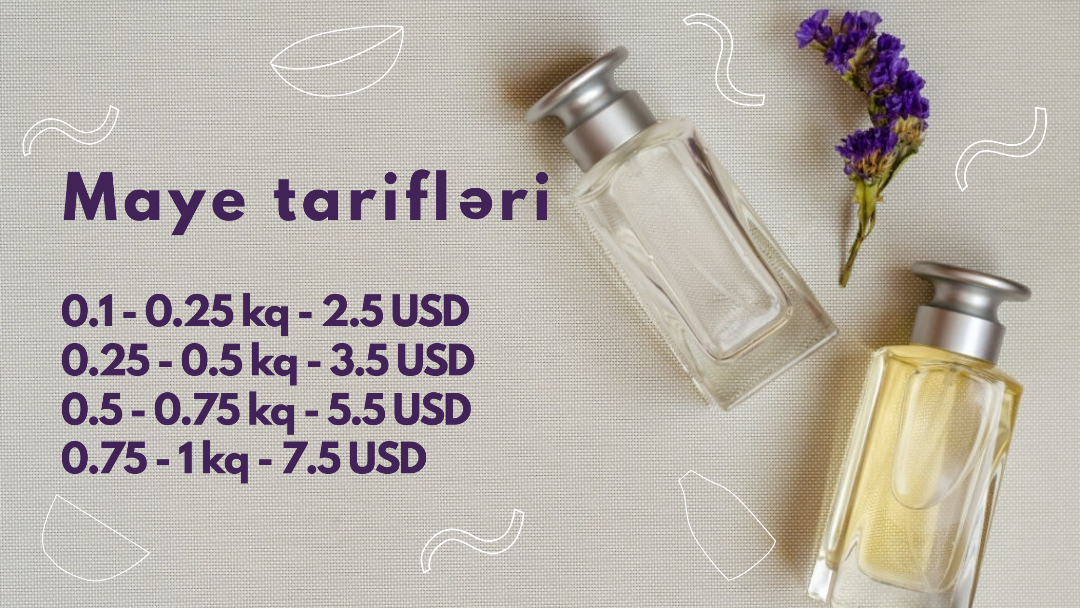 Maye tarifləri
0.1 - 0.25 kq - 2.5 USD
0.25 - 0.5 kq - 3.5 USD
0.5 - 0.75 kq - 5.5 USD
0.75 - 1 kq - 7.5 USD